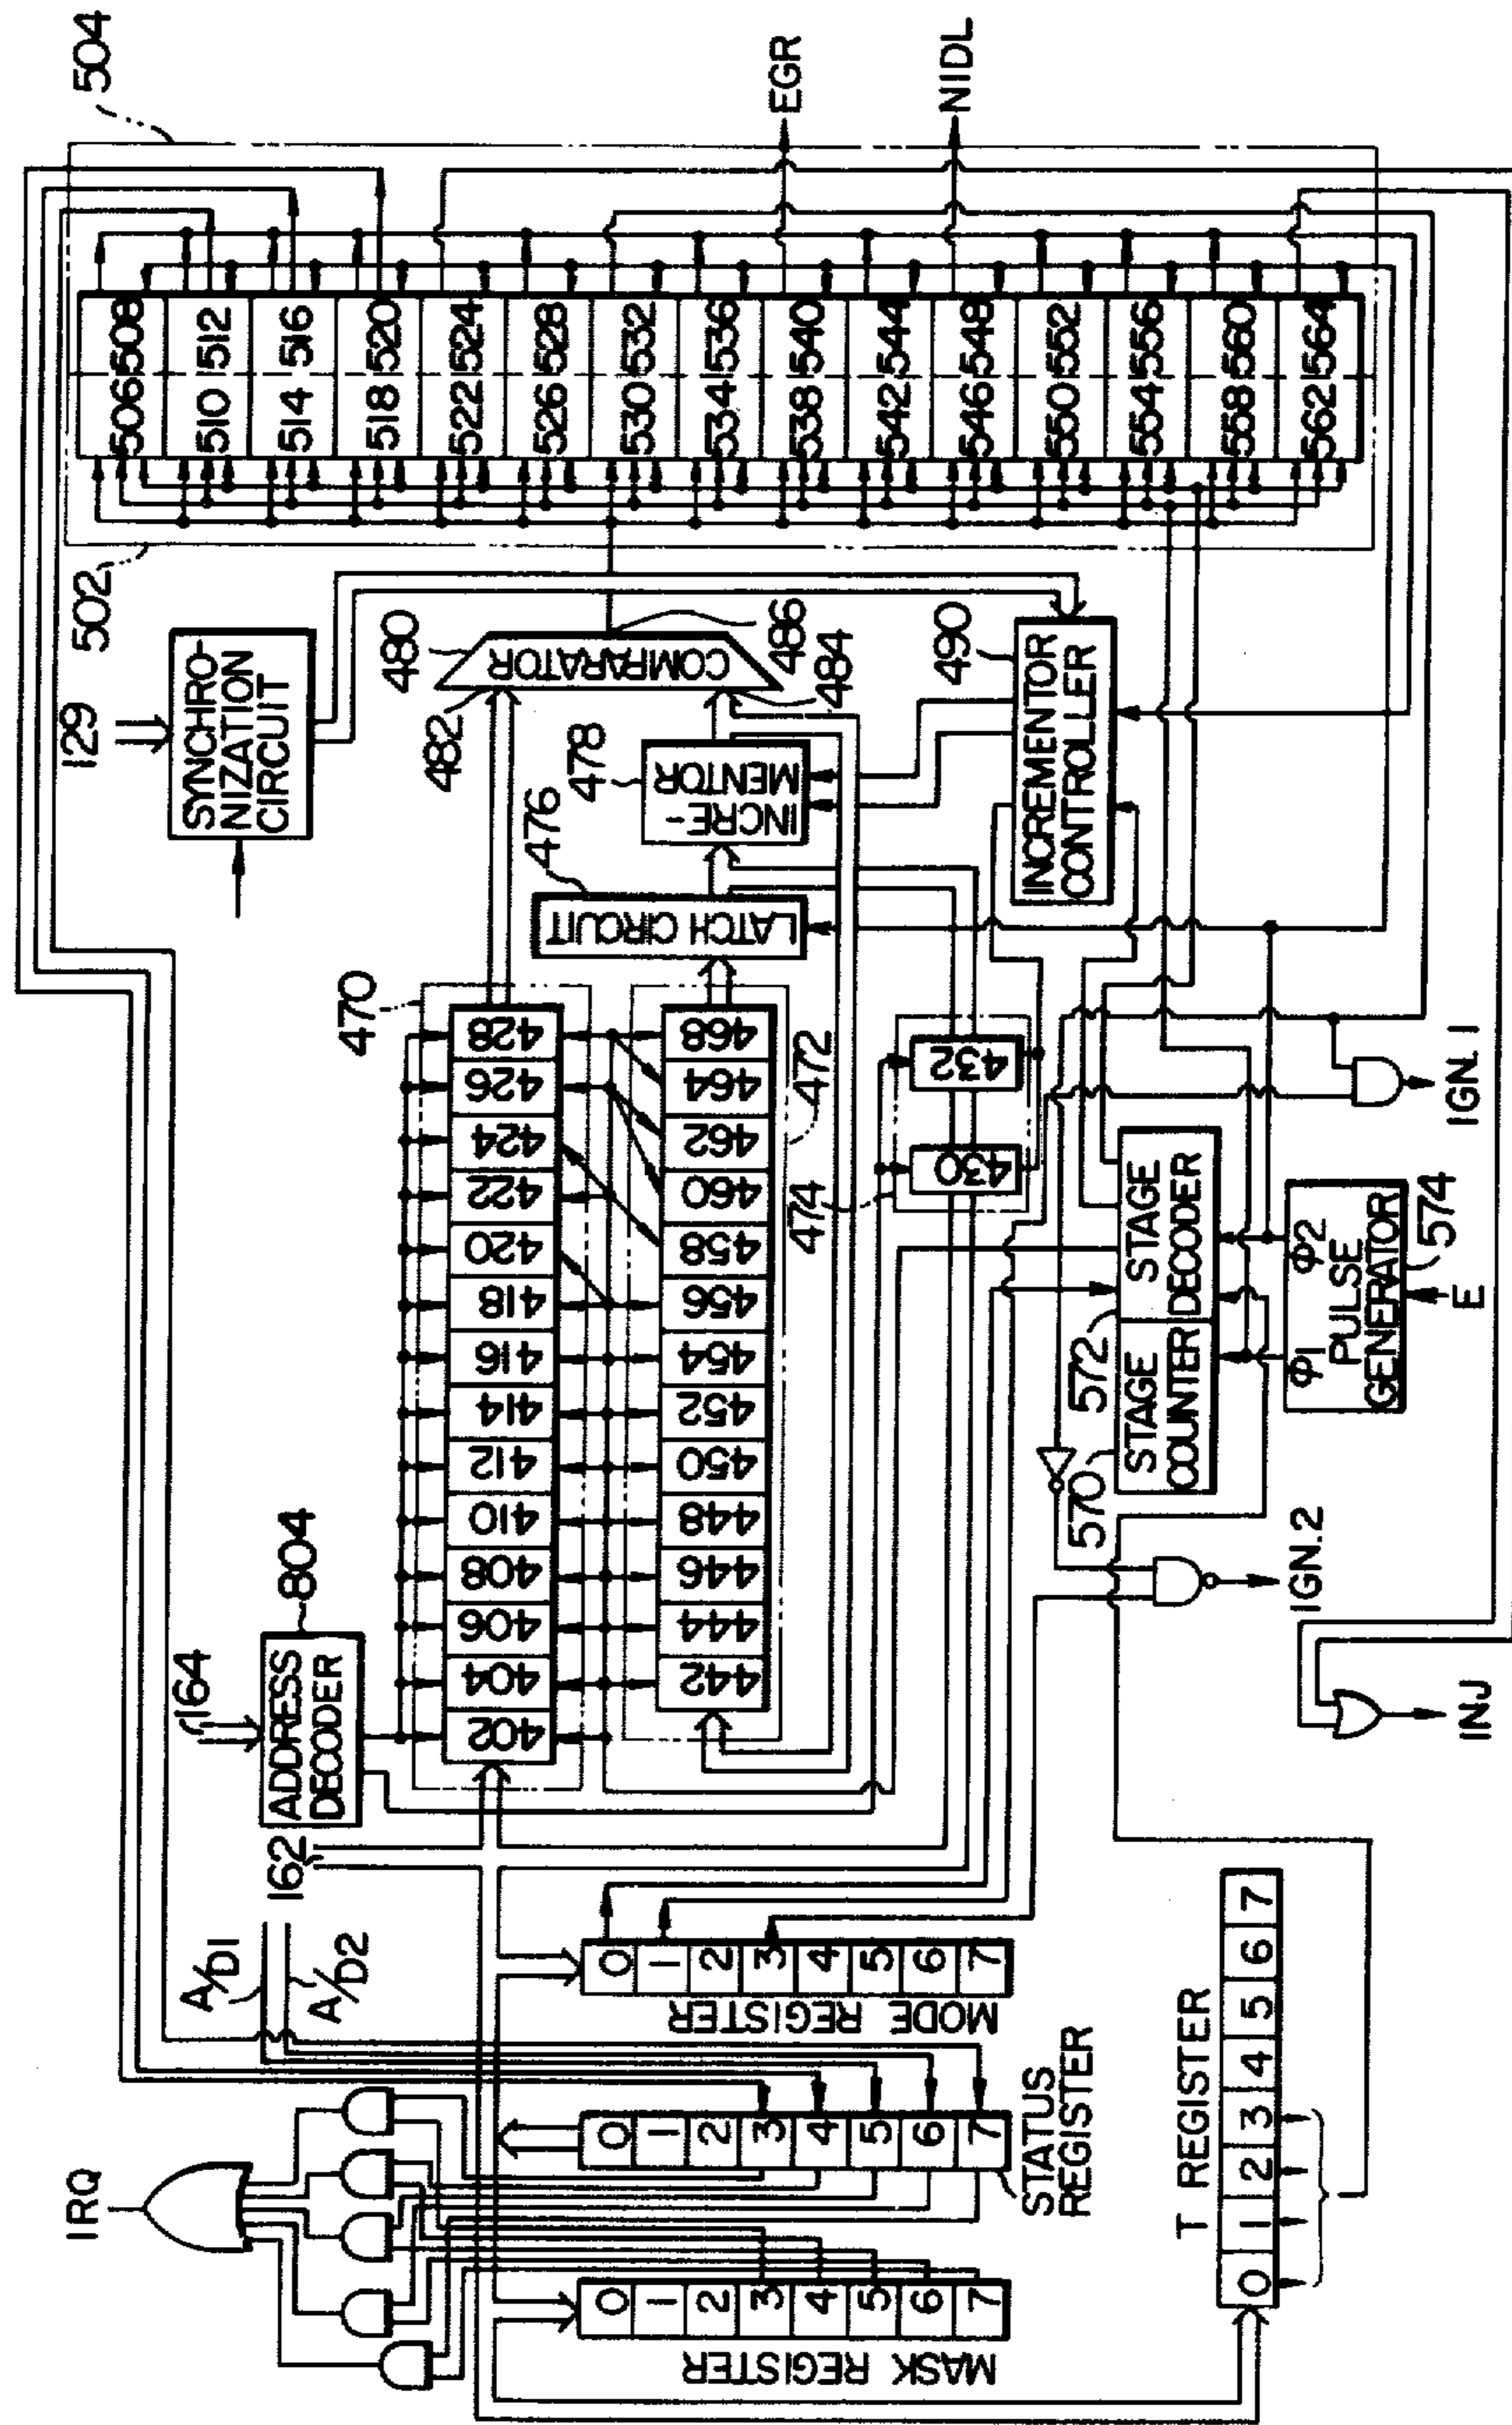 IRQ
A/D1
A/D2
162
164
ADDRESS
DECODER
804
129
SYNCHRO-
NIZATION
CIRCUIT
502
504
470
402 404 406 408 410 412 414 416 418 420 422 424 426 428
442 444 446 448 450 452 454 456 458 460 462 464 468
472
474
430
432
476
LATCH CIRCUIT
478
INCRE-
MENTOR
480
482
COMPARATOR
484
486
490
INCREMENTOR
CONTROLLER
506 508
510 512
514 516
518 520
522 524
526 528
530 532
534 536
538 540
542 544
546 548
550 552
554 556
558 560
562 564
EGR
NIDL
MASK REGISTER
0
1
2
3
4
5
6
7
STATUS
REGISTER
0
1
2
3
4
5
6
7
MODE REGISTER
0
1
2
3
4
5
6
7
T REGISTER
0 1 2 3 4 5 6 7
570
STAGE
COUNTER
572
STAGE
DECODER
Φ1 Φ2
PULSE
GENERATOR
574
E
INJ
IGN.2
IGN.1